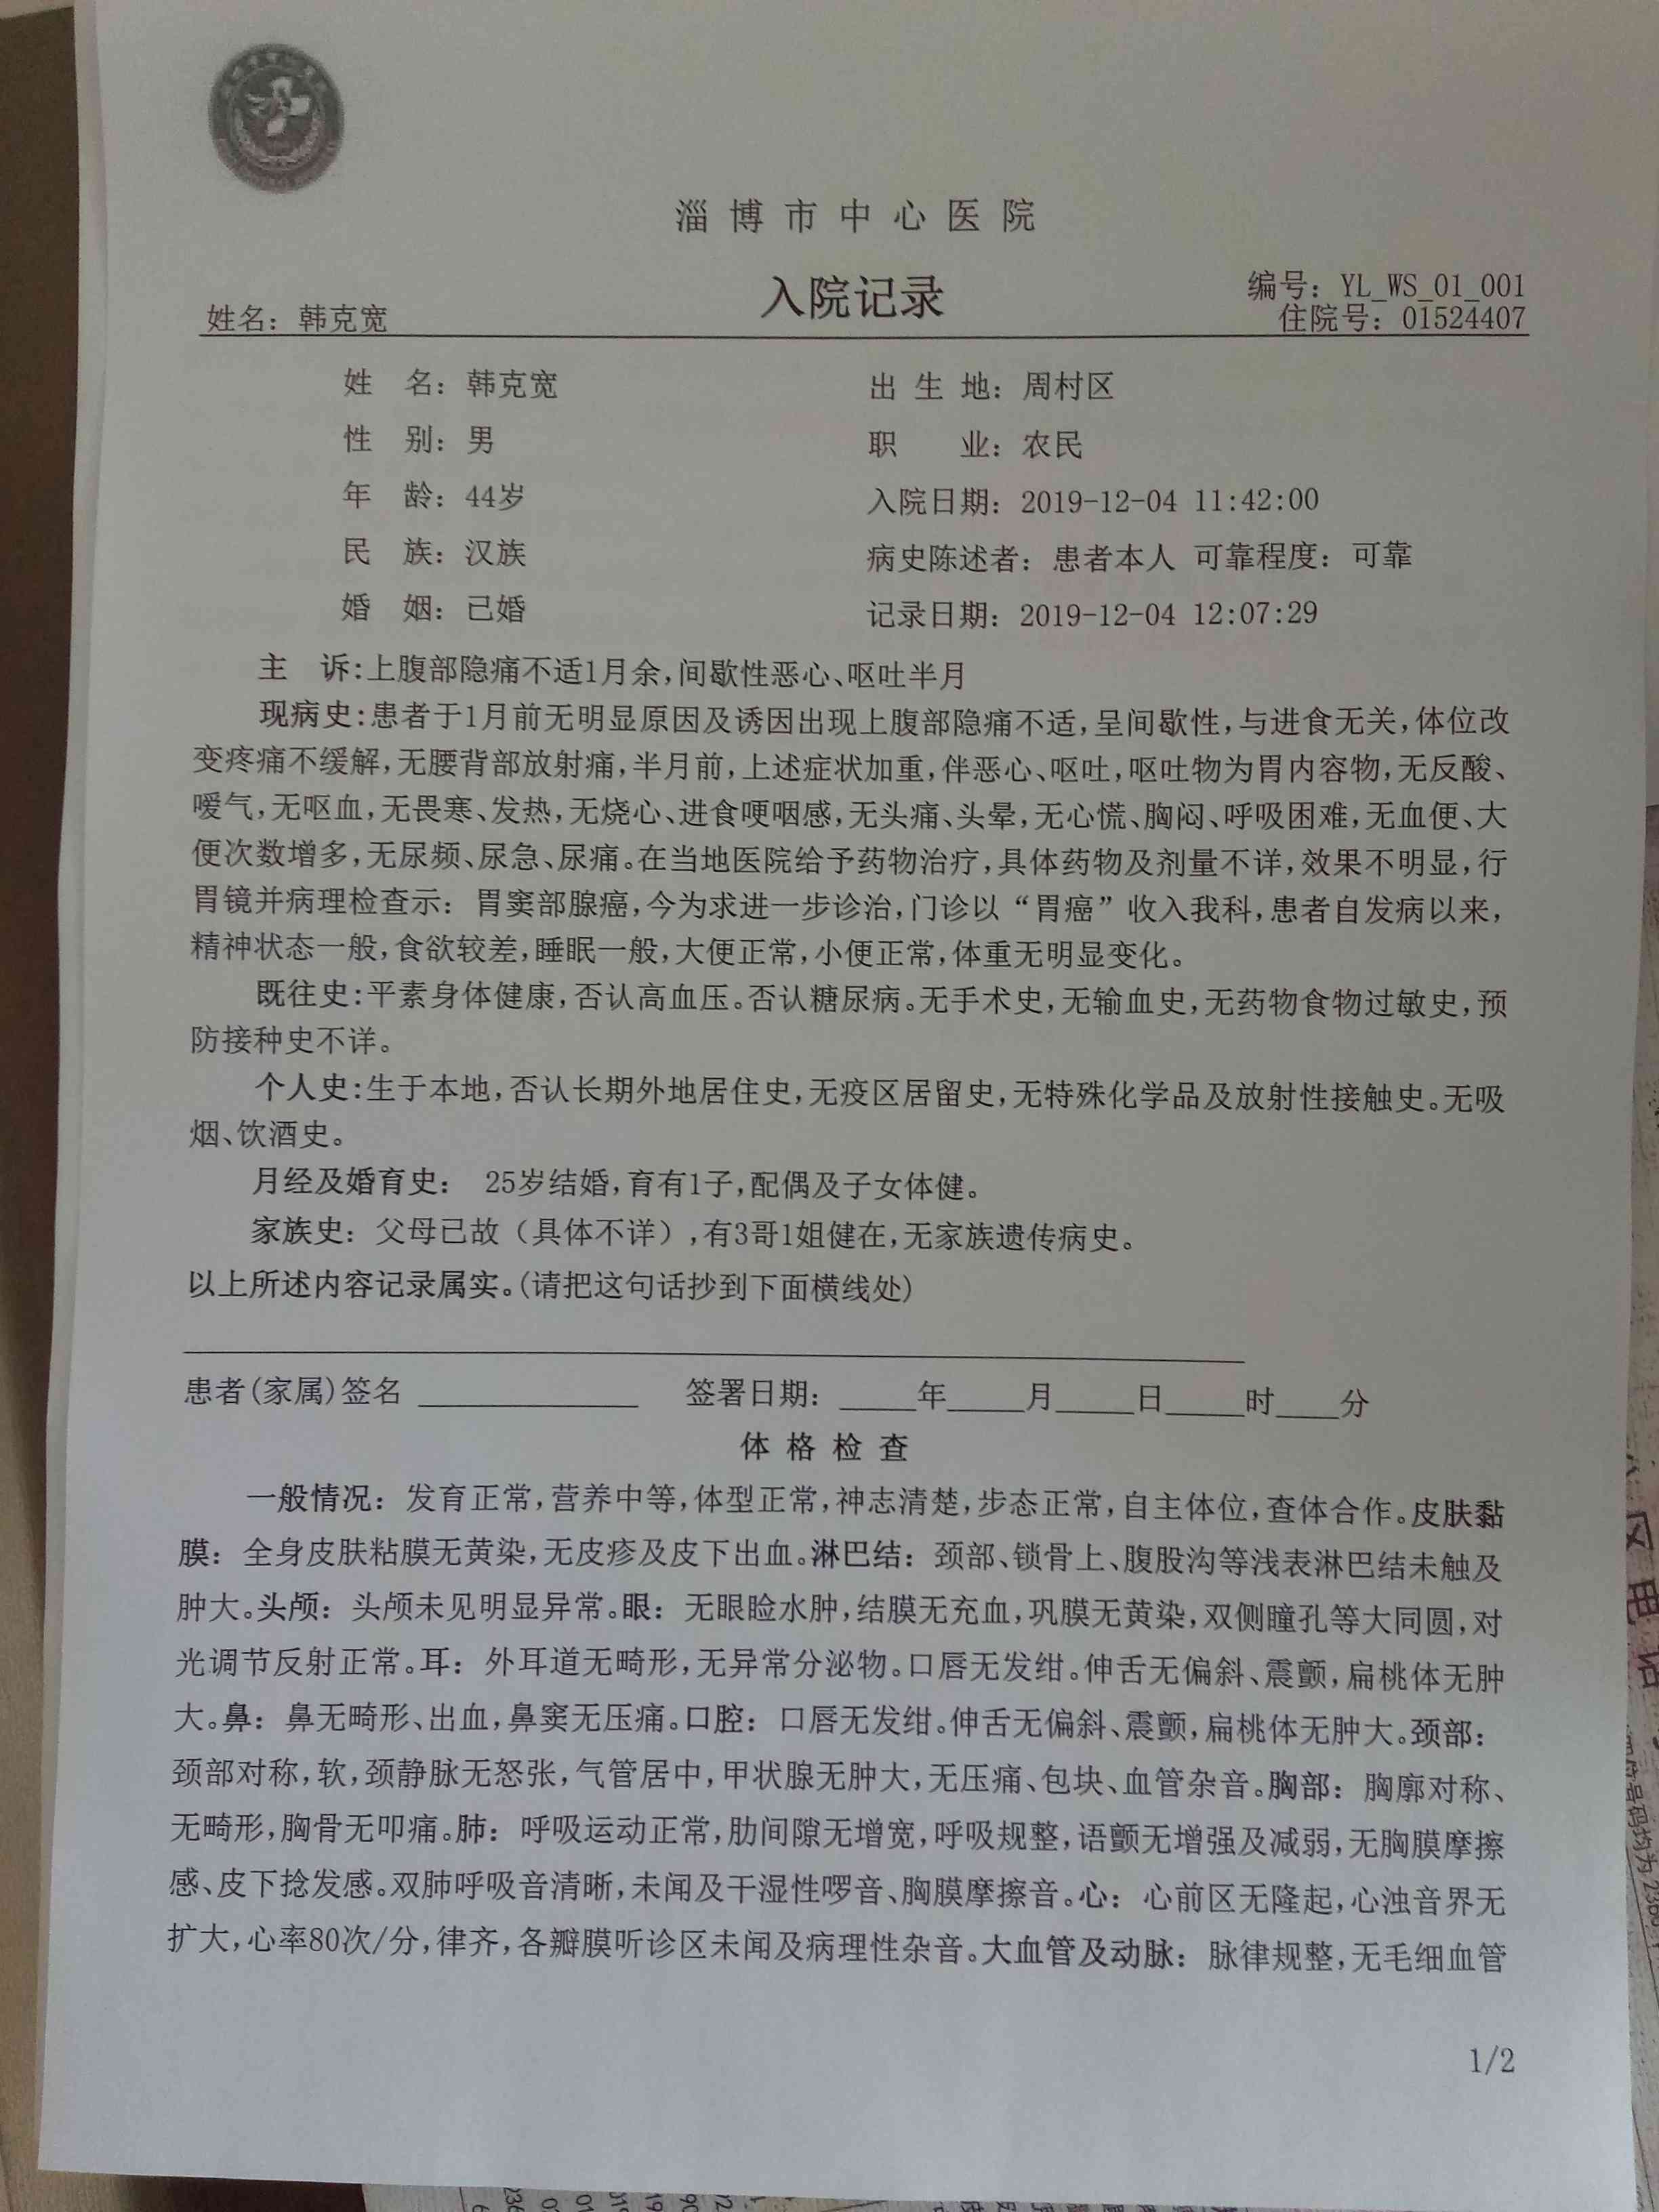 淄博市中心医院
入院记录
编号：YL_WS_01_001
姓名：韩克宽
住院号：01524407
姓 名：韩克宽 出 生 地：周村区
性 别：男 职 业：农民
年 龄：44岁 入院日期：2019-12-04 11:42:00
民 族：汉族 病史陈述者：患者本人 可靠程度：可靠
婚 姻：已婚 记录日期：2019-12-04 12:07:29
主 诉:上腹部隐痛不适1月余,间歇性恶心、呕吐半月
现病史:患者于1月前无明显原因及诱因出现上腹部隐痛不适,呈间歇性,与进食无关,体位改
变疼痛不缓解,无腰背部放射痛,半月前,上述症状加重,伴恶心、呕吐,呕吐物为胃内容物,无反酸、
嗳气,无呕血,无畏寒、发热,无烧心、进食哽咽感,无头痛、头晕,无心慌、胸闷、呼吸困难,无血便、大
便次数增多,无尿频、尿急、尿痛。在当地医院给予药物治疗,具体药物及剂量不详,效果不明显,行
胃镜并病理检查示：胃窦部腺癌,今为求进一步诊治,门诊以“胃癌”收入我科,患者自发病以来,
精神状态一般,食欲较差,睡眠一般,大便正常,小便正常,体重无明显变化。
既往史:平素身体健康,否认高血压。否认糖尿病。无手术史,无输血史,无药物食物过敏史,预
防接种史不详。
个人史:生于本地,否认长期外地居住史,无疫区居留史,无特殊化学品及放射性接触史。无吸
烟、饮酒史。
月经及婚育史： 25岁结婚,育有1子,配偶及子女体健。
家族史：父母已故（具体不详）,有3哥1姐健在,无家族遗传病史。
以上所述内容记录属实。(请把这句话抄到下面横线处)
患者(家属)签名 签署日期： 年 月 日 时 分
体 格 检 查
一般情况：发育正常,营养中等,体型正常,神志清楚,步态正常,自主体位,查体合作。皮肤黏
膜：全身皮肤粘膜无黄染,无皮疹及皮下出血。淋巴结：颈部、锁骨上、腹股沟等浅表淋巴结未触及
肿大。头颅：头颅未见明显异常。眼：无眼睑水肿,结膜无充血,巩膜无黄染,双侧瞳孔等大同圆,对
光调节反射正常。耳：外耳道无畸形,无异常分泌物。口唇无发绀。伸舌无偏斜、震颤,扁桃体无肿
大。鼻：鼻无畸形、出血,鼻窦无压痛。口腔：口唇无发绀。伸舌无偏斜、震颤,扁桃体无肿大。颈部：
颈部对称,软,颈静脉无怒张,气管居中,甲状腺无肿大,无压痛、包块、血管杂音。胸部：胸廓对称、
无畸形,胸骨无叩痛。肺：呼吸运动正常,肋间隙无增宽,呼吸规整,语颤无增强及减弱,无胸膜摩擦
感、皮下捻发感。双肺呼吸音清晰,未闻及干湿性啰音、胸膜摩擦音。心：心前区无隆起,心浊音界无
扩大,心率80次/分,律齐,各瓣膜听诊区未闻及病理性杂音。大血管及动脉：脉律规整,无毛细血管
1/2